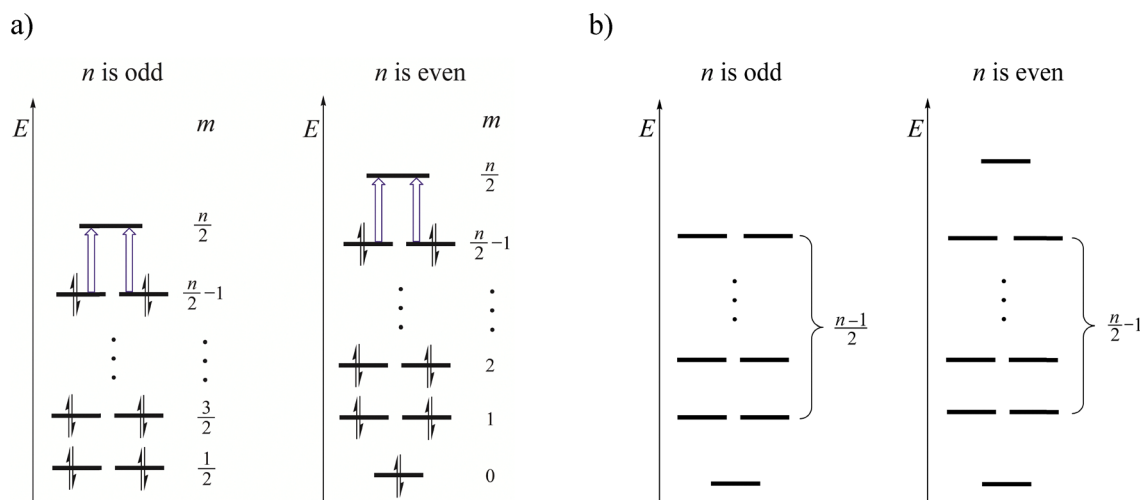 a)
n is odd
E
m
n/2
n/2 −1
3/2
1/2
n is even
E
m
n/2
n/2 −1
2
1
0
b)
n is odd
E
n−1/2
n is even
E
n/2 −1